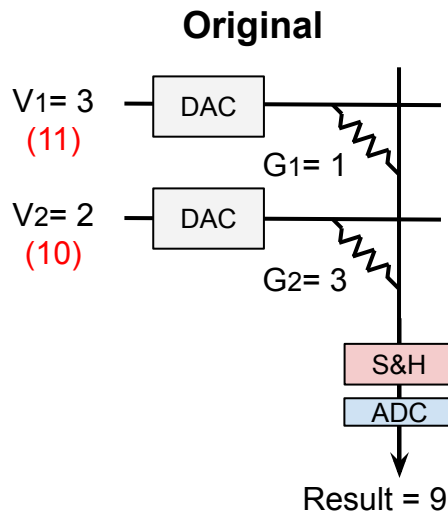 Original
V1= 3
(11)
DAC
G1= 1
V2= 2
(10)
DAC
G2= 3
S&H
ADC
Result = 9